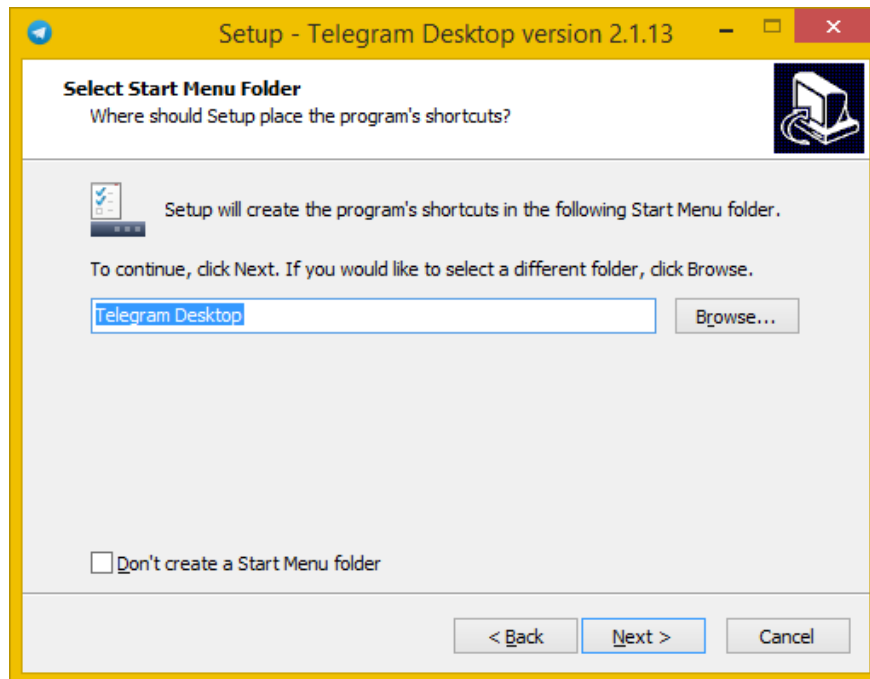 Setup - Telegram Desktop version 2.1.13
Select Start Menu Folder
Where should Setup place the program's shortcuts?
Setup will create the program's shortcuts in the following Start Menu folder.
To continue, click Next. If you would like to select a different folder, click Browse.
Telegram Desktop
Browse...
Don't create a Start Menu folder
< Back
Next >
Cancel